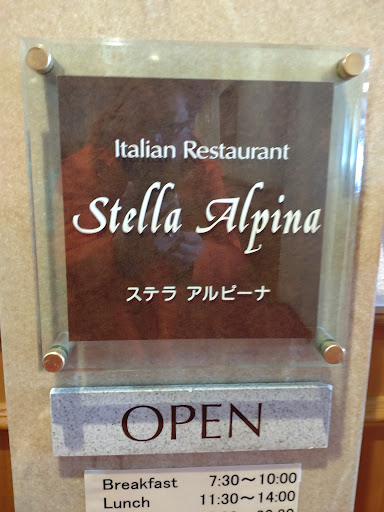 Italian Restaurant
Stella Alpina
ステラ アルピーナ
OPEN
Breakfast 7:30～10:00
Lunch 11:30～14:00